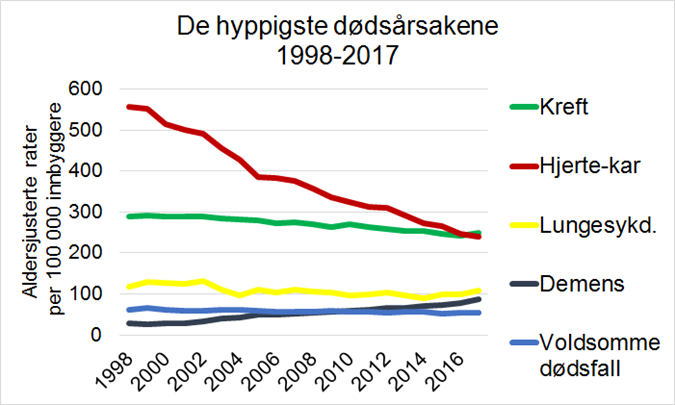 De hyppigste dødsårsakene
1998-2017
Aldersjusterte rater
per 100 000 innbyggere
600
500
400
300
200
100
0
1998
2000
2002
2004
2006
2008
2010
2012
2014
2016
Kreft
Hjerte-kar
Lungesykd.
Demens
Voldsomme
dødsfall